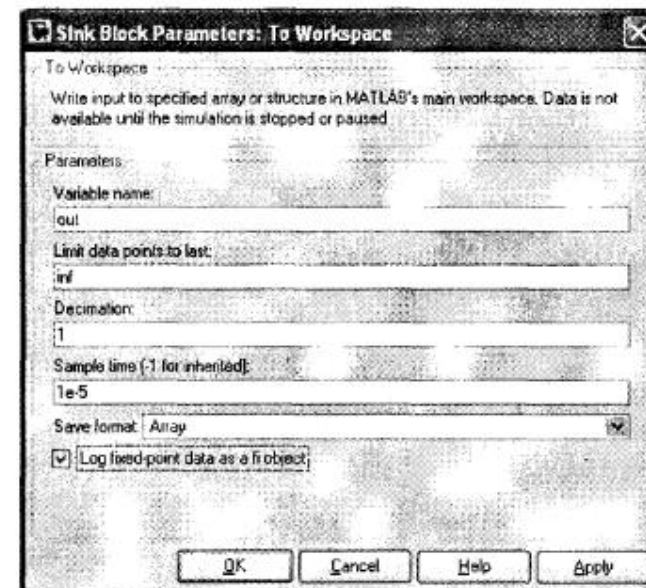 Sink Block Parameters: To Workspace
To Workspace
Write input to specified array or structure in MATLAB's main workspace. Data is not
available until the simulation is stopped or paused
Parameters
Variable name:
out
Limit data points to last:
inf
Decimation:
1
Sample time (-1 for inherited):
1e-5
Save format Array
Log fixed-point data as a fi object
OK Cancel Help Apply